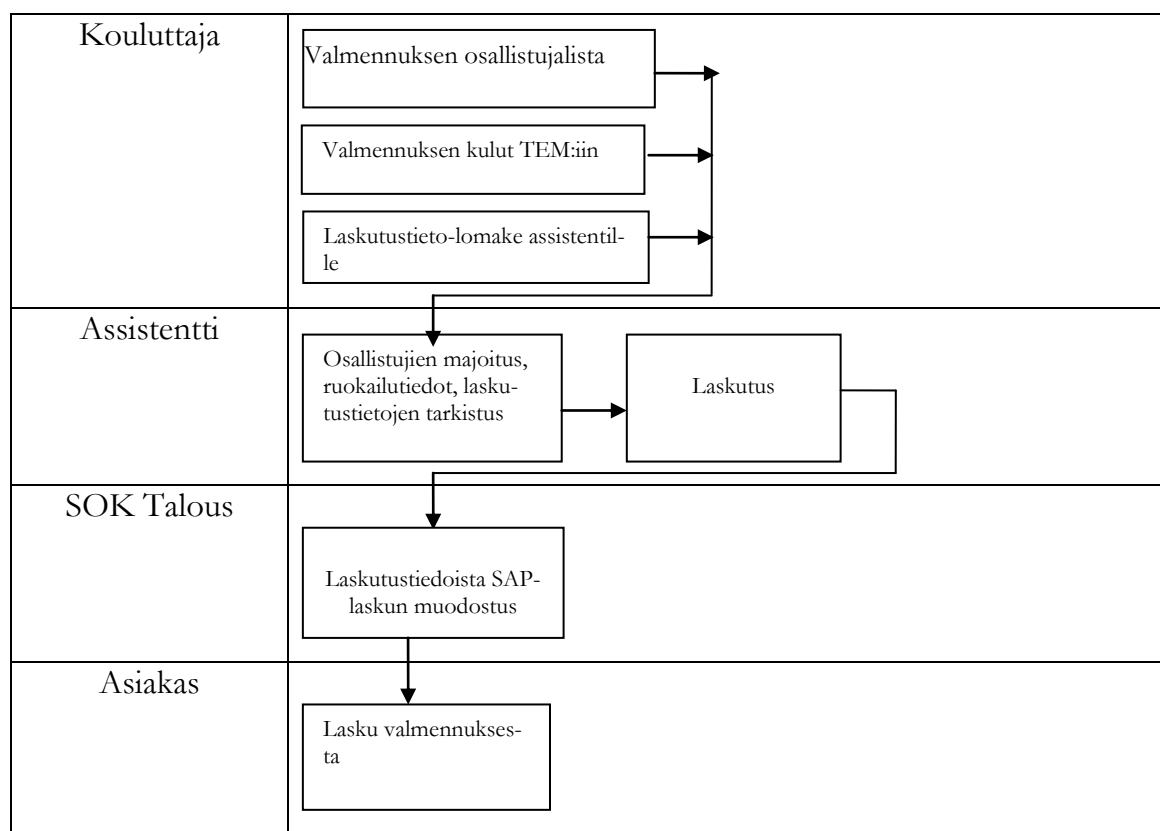 Kouluttaja
Valmennuksen osallistujalista
Valmennuksen kulut TEM:iin
Laskutustieto-lomake assistentil-
le
Assistentti
Osallistujien majoitus,
ruokailutiedot, lasku-
tustietojen tarkistus
Laskutus
SOK Talous
Laskutustiedoista SAP-
laskun muodostus
Asiakas
Lasku valmennukses-
ta